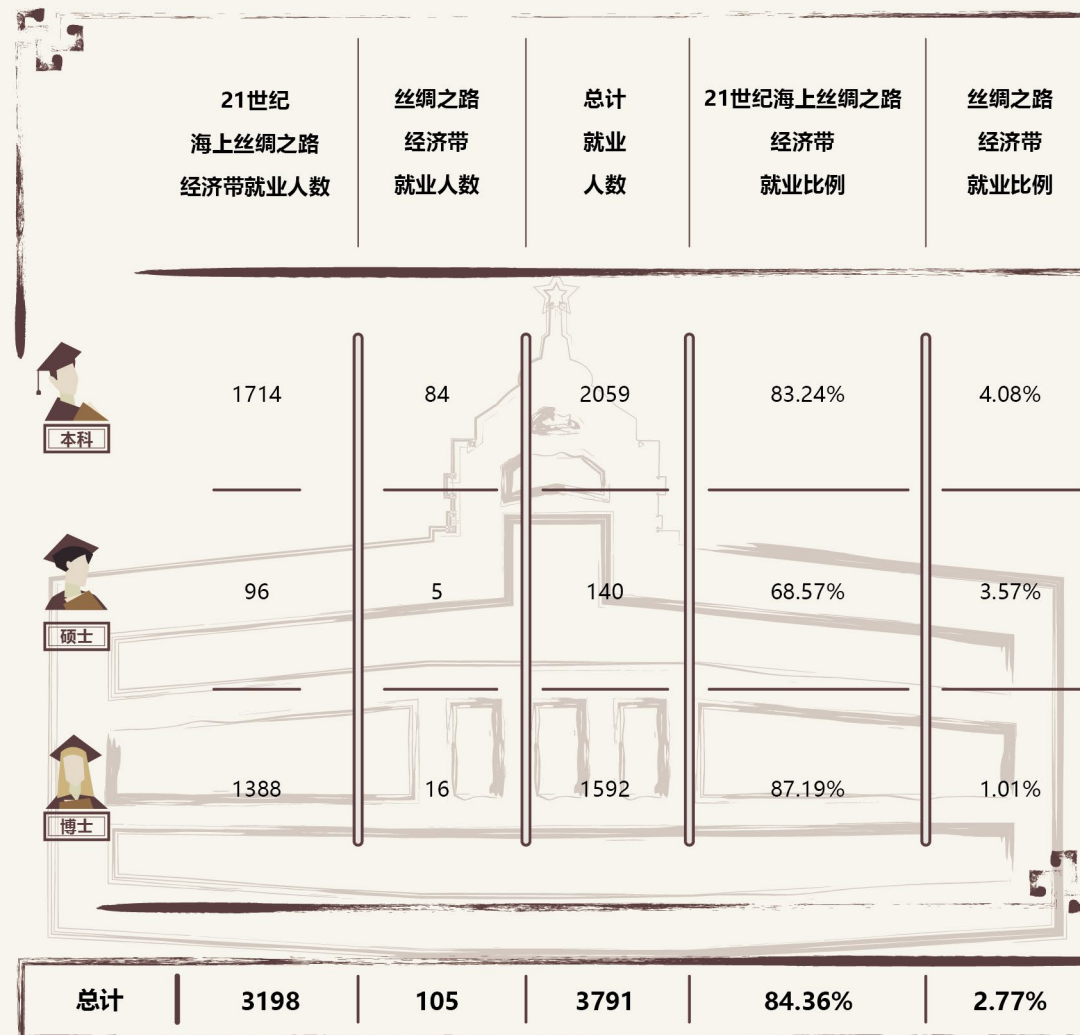 21世纪
海上丝绸之路
经济带就业人数
丝绸之路
经济带
就业人数
总计
就业
人数
21世纪海上丝绸之路
经济带
就业比例
丝绸之路
经济带
就业比例
本科
1714
84
2059
83.24%
4.08%
硕士
96
5
140
68.57%
3.57%
博士
1388
16
1592
87.19%
1.01%
总计
3198
105
3791
84.36%
2.77%